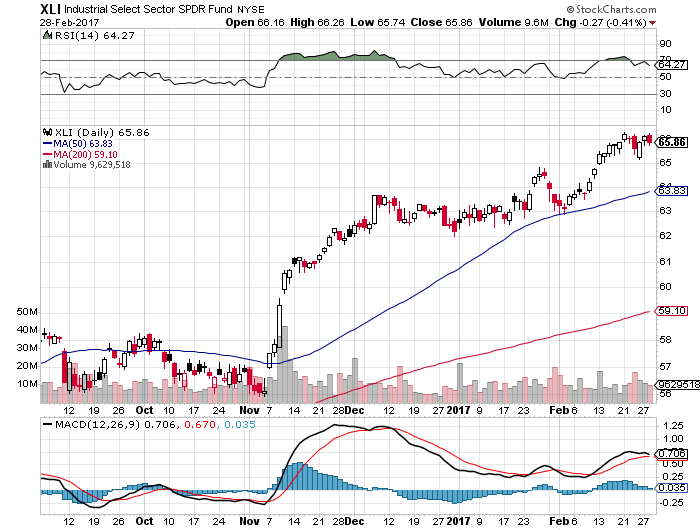 XLI Industrial Select Sector SPDR Fund NYSE
© StockCharts.com
28-Feb-2017
Open 66.16 High 66.26 Low 65.74 Close 65.86 Volume 9.6M Chg -0.27 (-0.41%)
RSI(14) 64.27
90
70
64.27
50
30
10
XLI (Daily) 65.86
MA(50) 63.83
MA(200) 59.10
Volume 9,629,518
65.86
65
64
63.83
63
62
61
60
59.10
58
57
56
50M
40M
30M
20M
10M
9629518
12 19 26 Oct 10 17 24 Nov 7 14 21 28 Dec 12 19 27 2017 9 17 23 Feb 6 13 21 27
MACD(12,26,9) 0.706, 0.670, 0.035
1.25
1.00
0.706
0.50
0.25
0.035
12 19 26 Oct 10 17 24 Nov 7 14 21 28 Dec 12 19 27 2017 9 17 23 Feb 6 13 21 27